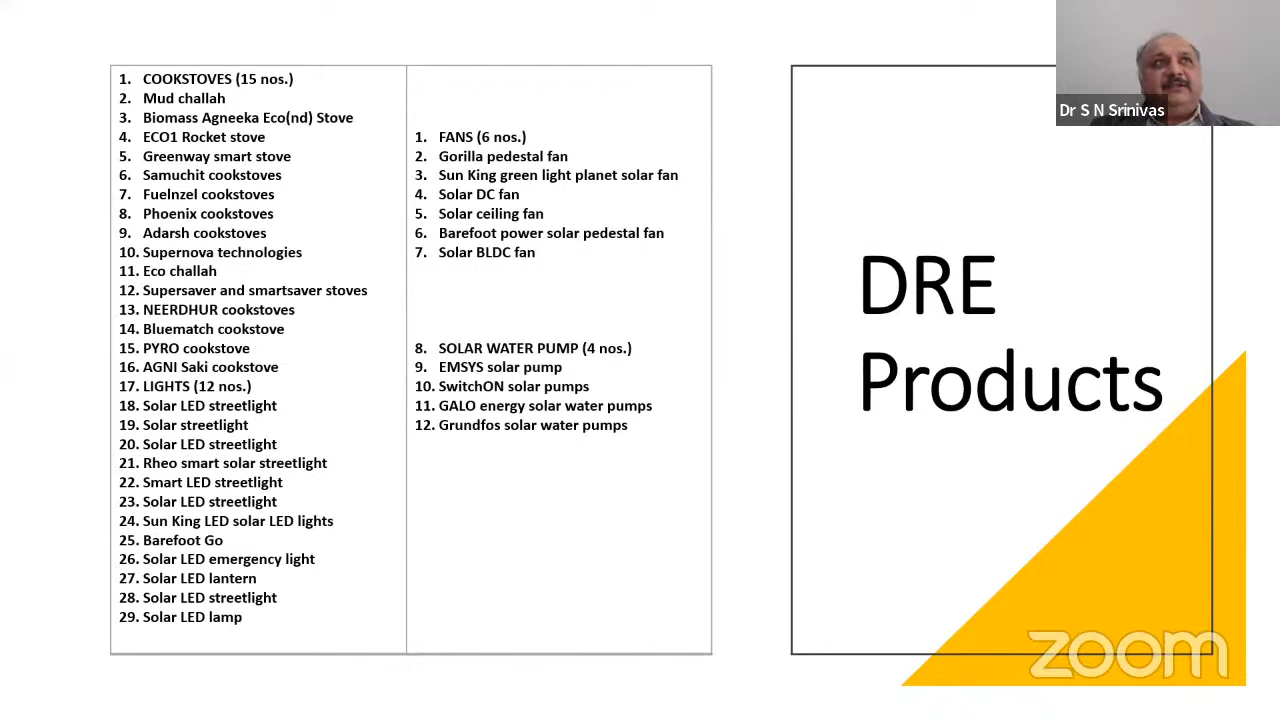 1. COOKSTOVES (15 nos.)
2. Mud challah
3. Biomass Agneeka Eco(nd) Stove
4. ECO1 Rocket stove
5. Greenway smart stove
6. Samuchit cookstoves
7. Fuelnzel cookstoves
8. Phoenix cookstoves
9. Adarsh cookstoves
10. Supernova technologies
11. Eco challah
12. Supersaver and smartsaver stoves
13. NEERDHUR cookstoves
14. Bluematch cookstove
15. PYRO cookstove
16. AGNI Saki cookstove
17. LIGHTS (12 nos.)
18. Solar LED streetlight
19. Solar streetlight
20. Solar LED streetlight
21. Rheo smart solar streetlight
22. Smart LED streetlight
23. Solar LED streetlight
24. Sun King LED solar LED lights
25. Barefoot Go
26. Solar LED emergency light
27. Solar LED lantern
28. Solar LED streetlight
29. Solar LED lamp
1. FANS (6 nos.)
2. Gorilla pedestal fan
3. Sun King green light planet solar fan
4. Solar DC fan
5. Solar ceiling fan
6. Barefoot power solar pedestal fan
7. Solar BLDC fan
8. SOLAR WATER PUMP (4 nos.)
9. EMSYS solar pump
10. SwitchON solar pumps
11. GALO energy solar water pumps
12. Grundfos solar water pumps
DRE
Products
Dr S N Srinivas
zoom